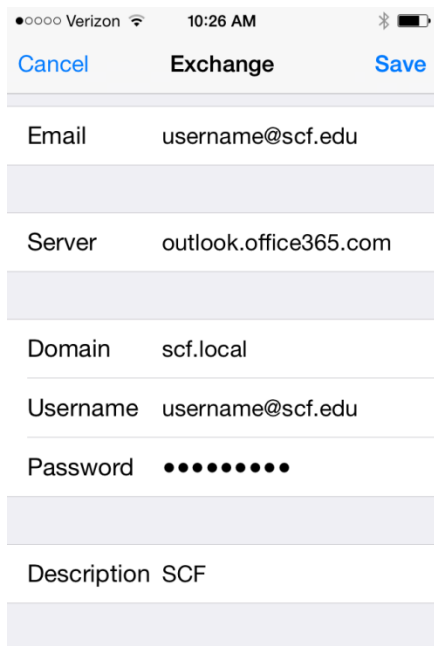 Verizon 10:26 AM
Cancel Exchange Save
Email username@scf.edu
Server outlook.office365.com
Domain scf.local
Username username@scf.edu
Password •••••••••
Description SCF